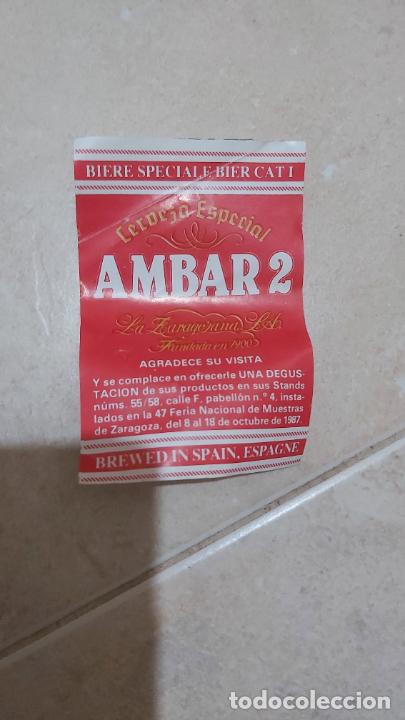 BIERE SPECIALE BIER CAT I
Cerveza Especial
AMBAR 2
La Zaragozana, S.A.
Fundada en 1900
AGRADECE SU VISITA
Y se complace en ofrecerle UNA DEGUS-
TACION de sus productos en sus Stands
núms. 55/58, calle F, pabellón n.º 4, insta-
lados en la 47 Feria Nacional de Muestras
de Zaragoza, del 8 al 18 de octubre de 1987.
BREWED IN SPAIN. ESPAGNE
todocoleccion